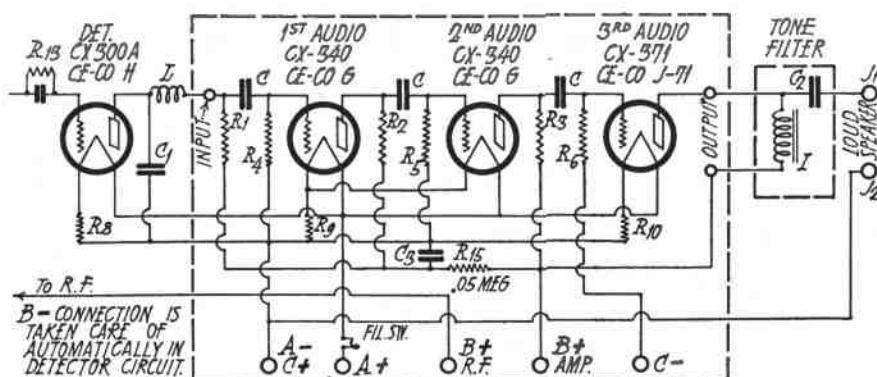 DET.
CX300A
CE-CO H
1ST AUDIO
CX-340
CE-CO G
2ND AUDIO
CX-340
CE-CO G
3RD AUDIO
CX-371
CE-CO J-71
TONE
FILTER
R13
L
C
C
C
C2
J1
INPUT
R1
R4
R2
R5
R3
R6
OUTPUT
LOUD
SPEAKER
C1
I
J2
R8
R9
R10
C3
R15
.05 MEG
TO R.F.
B- CONNECTION IS
TAKEN CARE OF
AUTOMATICALLY IN
DETECTOR CIRCUIT.
FIL. SW.
A-
C+
A+
B+
R.F.
B+
AMP.
C-